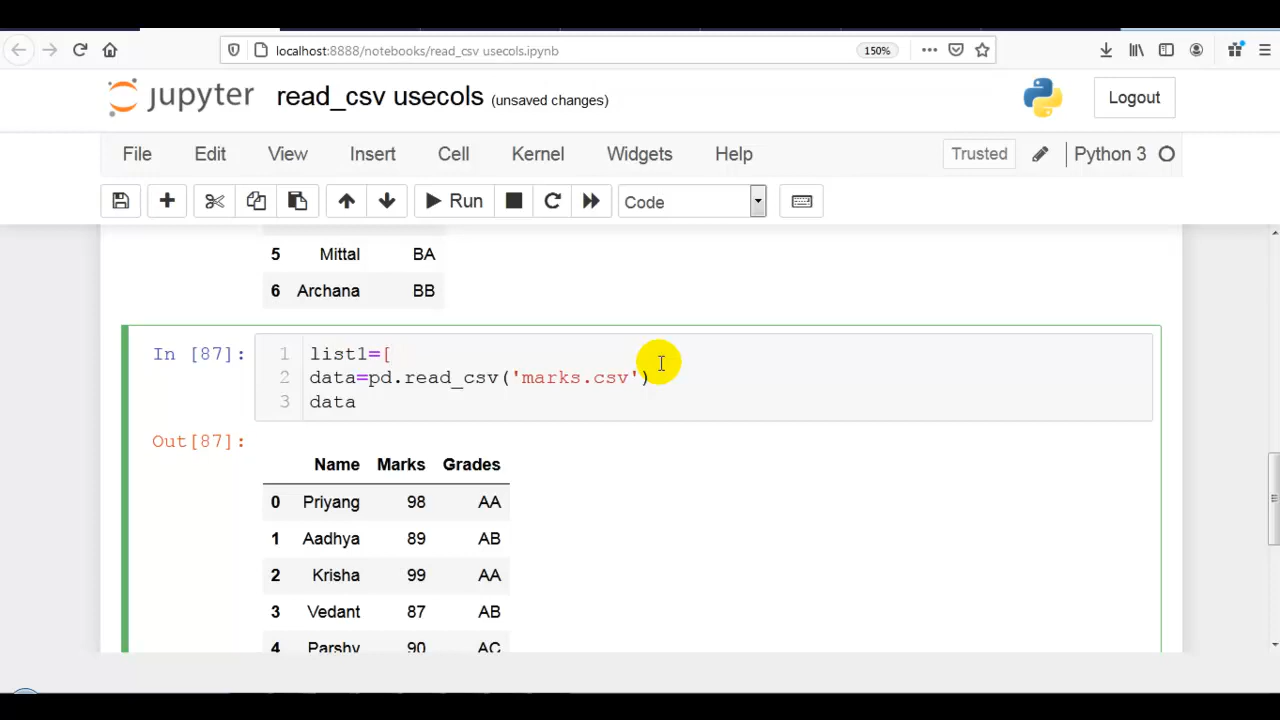 localhost:8888/notebooks/read_csv usecols.ipynb 150%
jupyter read_csv usecols (unsaved changes) Logout
File Edit View Insert Cell Kernel Widgets Help Trusted Python 3
Run Code
5 Mittal BA
6 Archana BB
In [87]: 1 list1=[
2 data=pd.read_csv('marks.csv')
3 data
Out[87]:
Name Marks Grades
0 Priyang 98 AA
1 Aadhya 89 AB
2 Krisha 99 AA
3 Vedant 87 AB
4 Parshv 90 AC